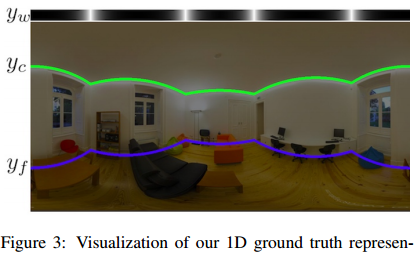 y_w
y_c
y_f
Figure 3: Visualization of our 1D ground truth represen-